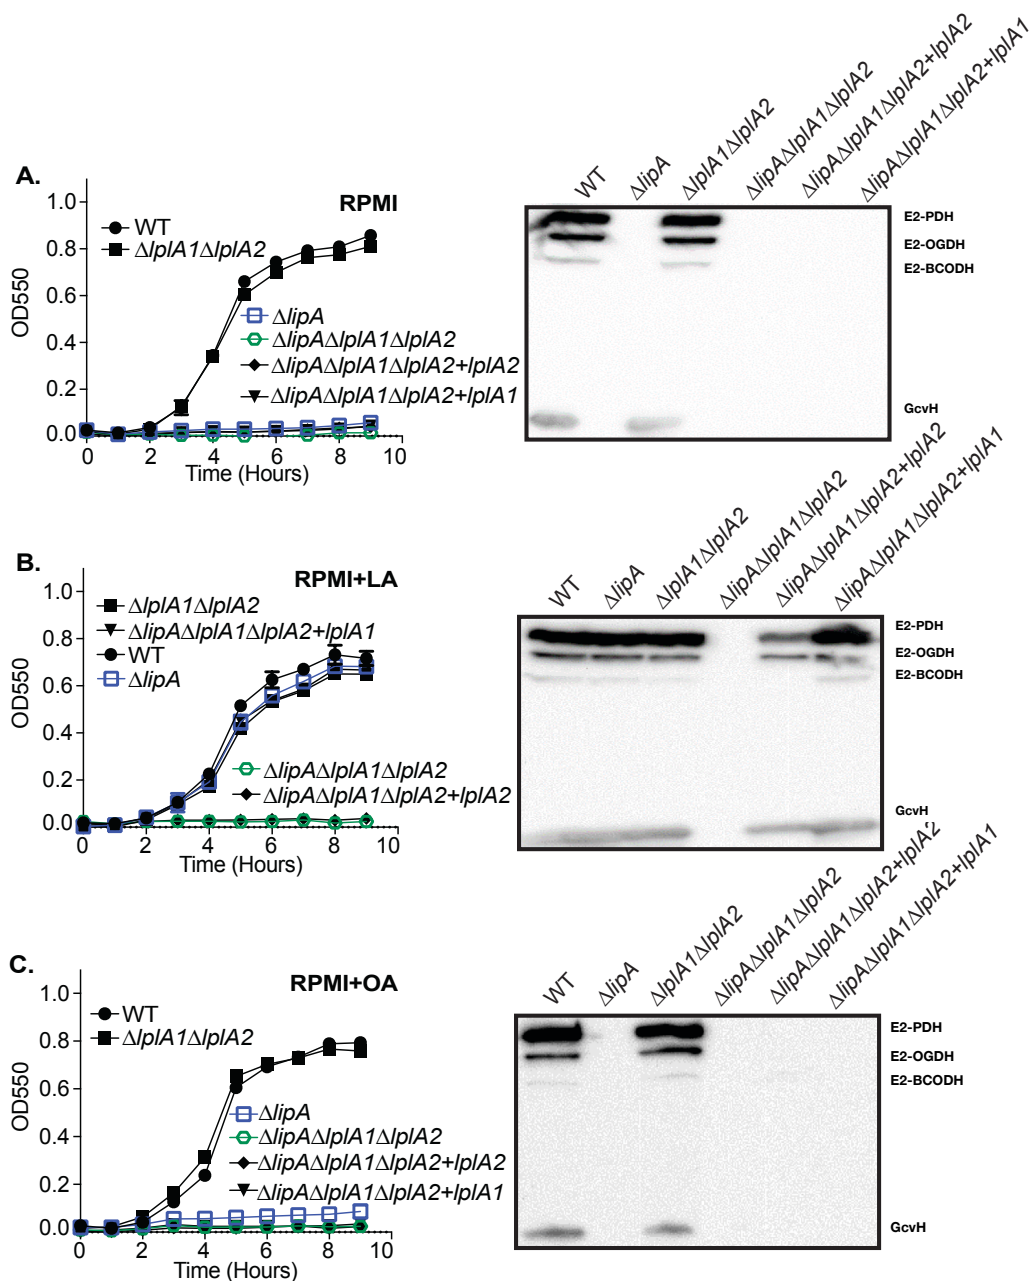 A.
RPMI
OD550
1.0
0.8
0.6
0.4
0.2
0.0
WT
ΔlplA1ΔlplA2
ΔlipA
ΔlipAΔlplA1ΔlplA2
ΔlipAΔlplA1ΔlplA2+lplA2
ΔlipAΔlplA1ΔlplA2+lplA1
0 2 4 6 8 10
Time (Hours)
WT
ΔlipA
ΔlplA1ΔlplA2
ΔlipAΔlplA1ΔlplA2
ΔlipAΔlplA1ΔlplA2+lplA2
ΔlipAΔlplA1ΔlplA2+lplA1
E2-PDH
E2-OGDH
E2-BCODH
GcvH
B.
RPMI+LA
OD550
1.0
0.8
0.6
0.4
0.2
0.0
ΔlplA1ΔlplA2
ΔlipAΔlplA1ΔlplA2+lplA1
WT
ΔlipA
ΔlipAΔlplA1ΔlplA2
ΔlipAΔlplA1ΔlplA2+lplA2
0 2 4 6 8 10
Time (Hours)
WT
ΔlipA
ΔlplA1ΔlplA2
ΔlipAΔlplA1ΔlplA2
ΔlipAΔlplA1ΔlplA2+lplA2
ΔlipAΔlplA1ΔlplA2+lplA1
E2-PDH
E2-OGDH
E2-BCODH
GcvH
C.
RPMI+OA
OD550
1.0
0.8
0.6
0.4
0.2
0.0
WT
ΔlplA1ΔlplA2
ΔlipA
ΔlipAΔlplA1ΔlplA2
ΔlipAΔlplA1ΔlplA2+lplA2
ΔlipAΔlplA1ΔlplA2+lplA1
0 2 4 6 8 10
Time (Hours)
WT
ΔlipA
ΔlplA1ΔlplA2
ΔlipAΔlplA1ΔlplA2
ΔlipAΔlplA1ΔlplA2+lplA2
ΔlipAΔlplA1ΔlplA2+lplA1
E2-PDH
E2-OGDH
E2-BCODH
GcvH